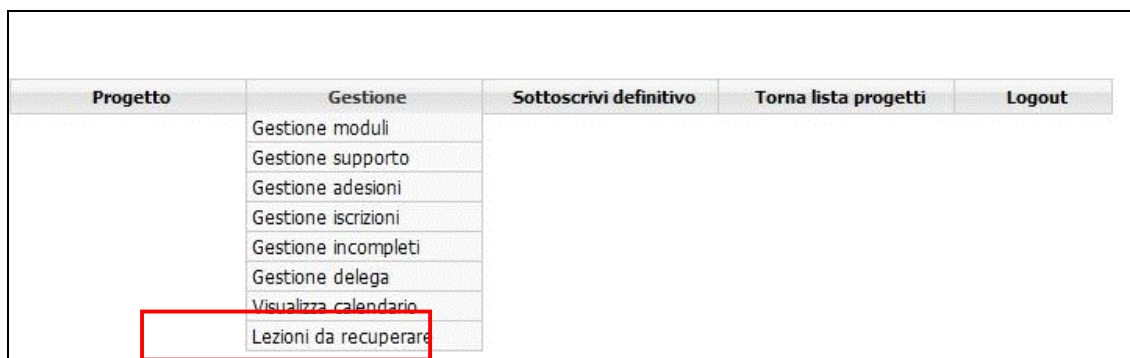 Progetto Gestione Sottoscrivi definitivo Torna lista progetti Logout
Gestione moduli
Gestione supporto
Gestione adesioni
Gestione iscrizioni
Gestione incompleti
Gestione delega
Visualizza calendario
Lezioni da recuperare